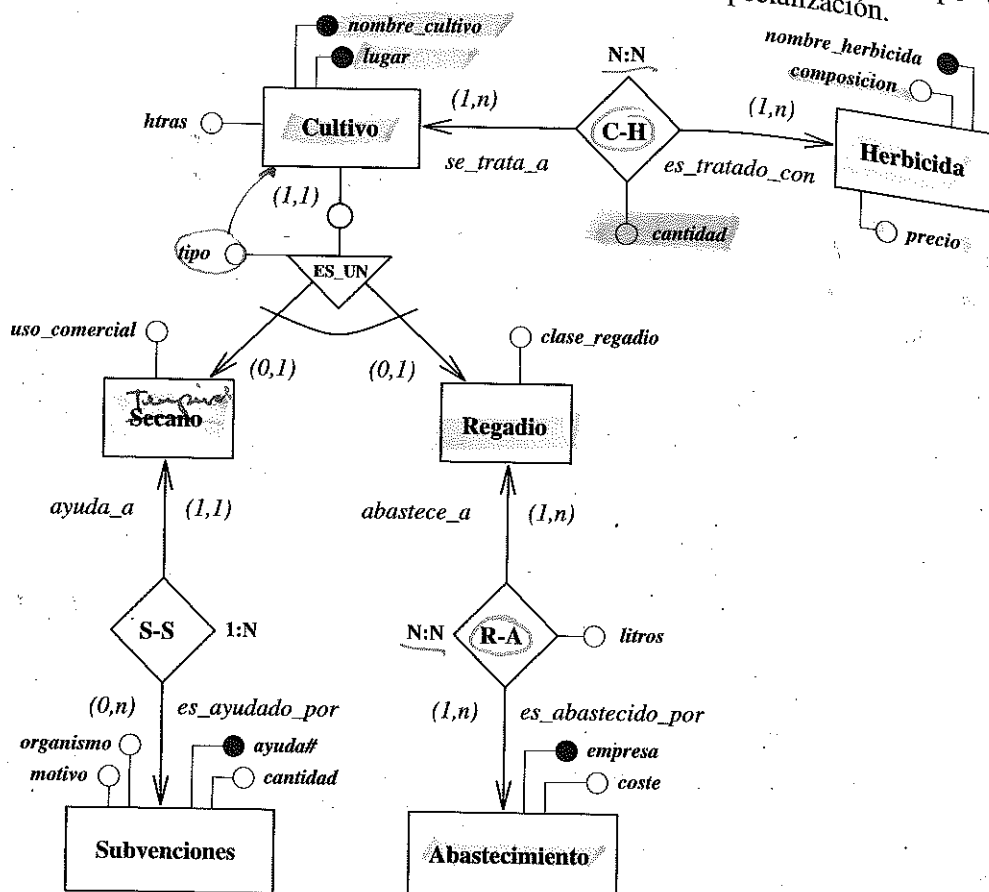 pecialización.
nombre_cultivo
lugar
htras
Cultivo
(1,n)
se_trata_a
N:N
C-H
(1,n)
es_tratado_con
cantidad
nombre_herbicida
composicion
Herbicida
precio
(1,1)
tipo
ES_UN
uso_comercial
(0,1)
(0,1)
clase_regadio
Secano
Regadio
ayuda_a
(1,1)
abastece_a
(1,n)
S-S
1:N
N:N
R-A
litros
(0,n)
es_ayudado_por
(1,n)
es_abastecido_por
organismo
motivo
ayuda#
cantidad
empresa
coste
Subvenciones
Abastecimiento